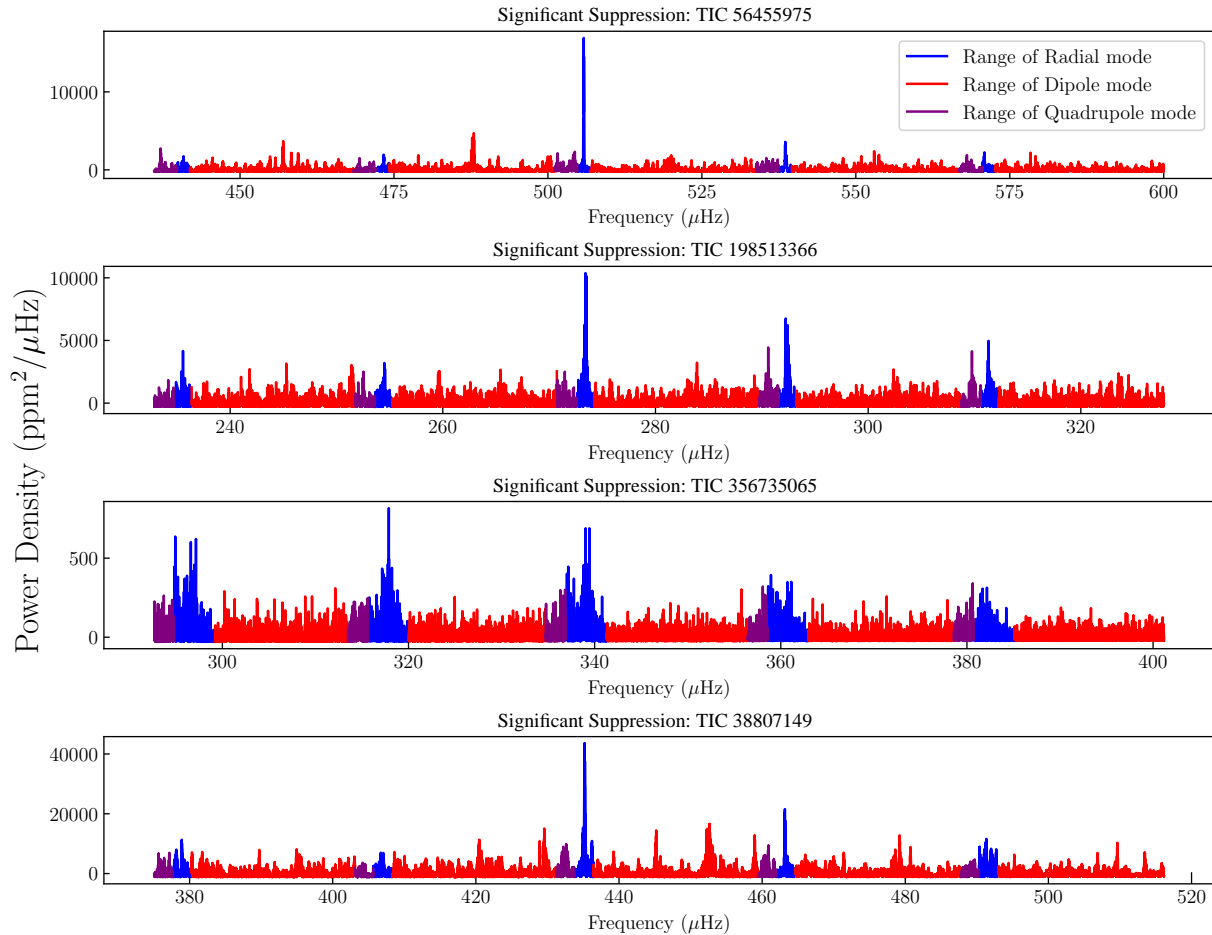 Significant Suppression: TIC 56455975
10000
0
Range of Radial mode
Range of Dipole mode
Range of Quadrupole mode
450 475 500 525 550 575 600
Frequency (μHz)
Significant Suppression: TIC 198513366
10000
5000
0
240 260 280 300 320
Frequency (μHz)
Power Density (ppm²/μHz)
Significant Suppression: TIC 356735065
500
0
300 320 340 360 380 400
Frequency (μHz)
Significant Suppression: TIC 38807149
40000
20000
0
380 400 420 440 460 480 500 520
Frequency (μHz)